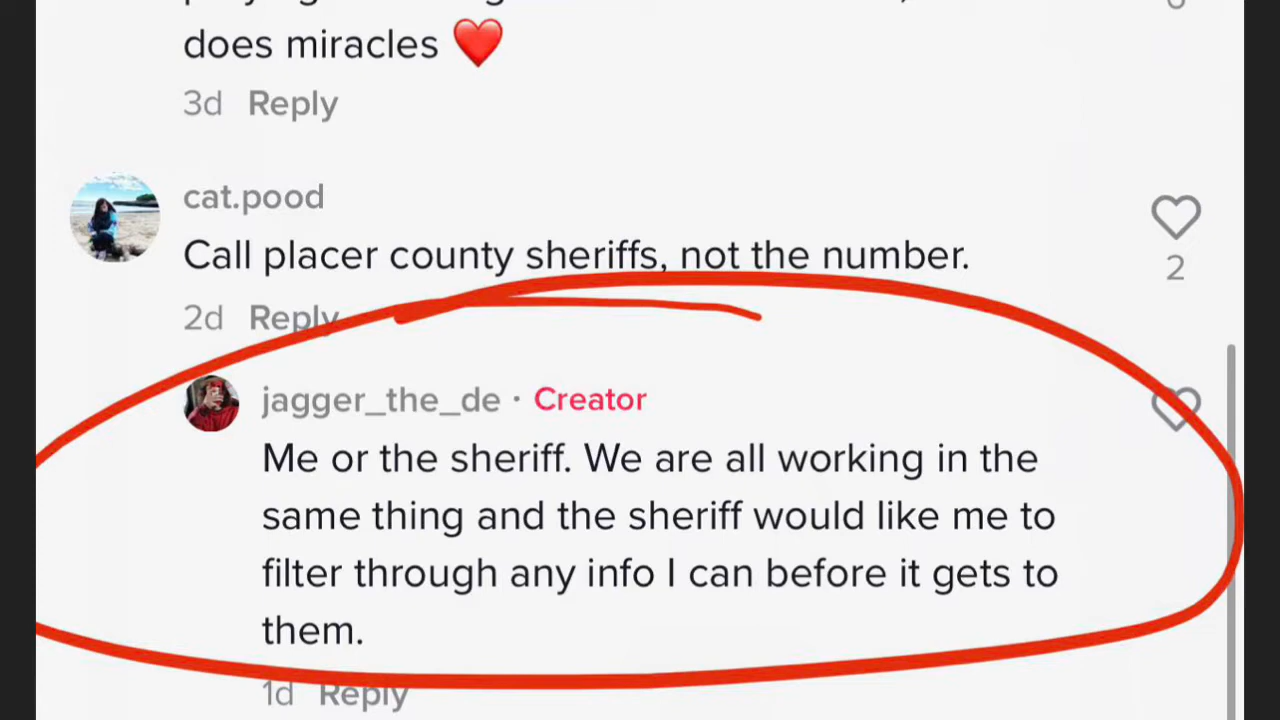 does miracles ❤️
3d Reply
cat.pood
Call placer county sheriffs, not the number.
2
2d Reply
jagger_the_de · Creator
Me or the sheriff. We are all working in the
same thing and the sheriff would like me to
filter through any info I can before it gets to
them.
1d Reply